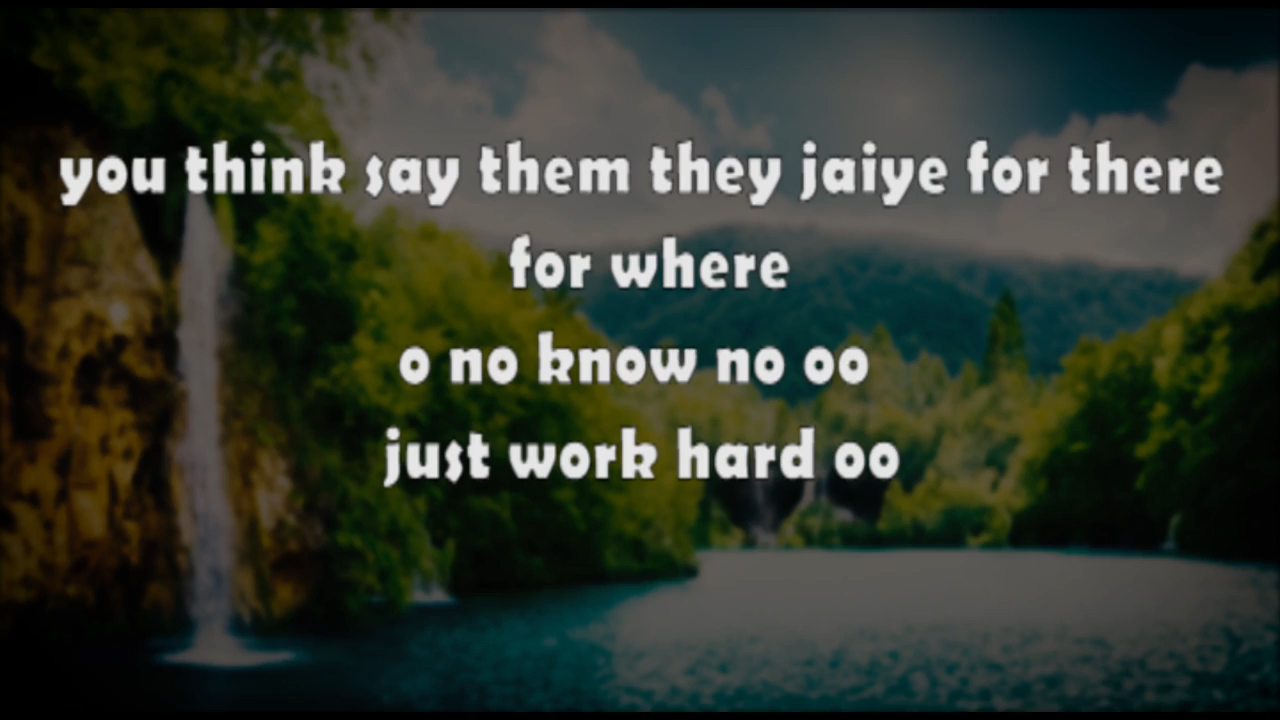 you think say them they jaiye for there
for where
o no know no oo
just work hard oo